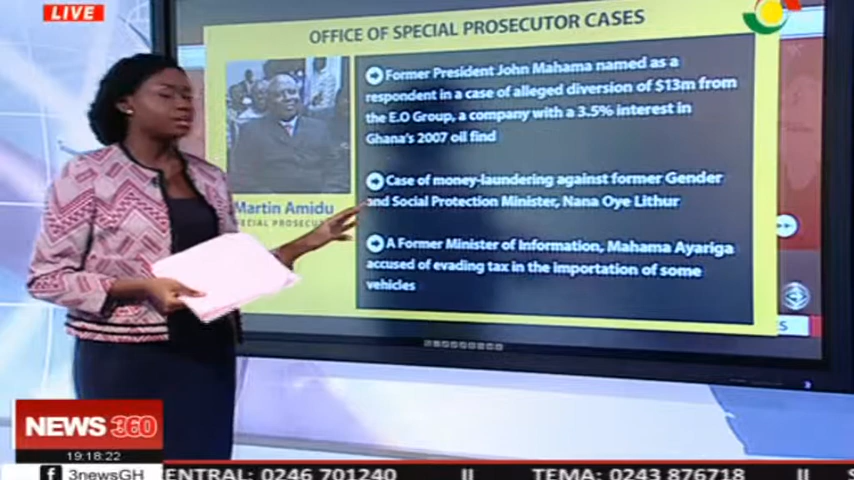 LIVE
OFFICE OF SPECIAL PROSECUTOR CASES
Former President John Mahama named as a
respondent in a case of alleged diversion of $13m from
the E.O Group, a company with a 3.5% interest in
Ghana's 2007 oil find
Case of money-laundering against former Gender
and Social Protection Minister, Nana Oye Lithur
A Former Minister of Information, Mahama Ayariga
accused of evading tax in the importation of some
vehicles
Martin Amidu
SPECIAL PROSECUT
ES
NEWS 360
19:18:22
3newsGH
ENTRAL: 0246 701240 || TEMA: 0243 876718 || S